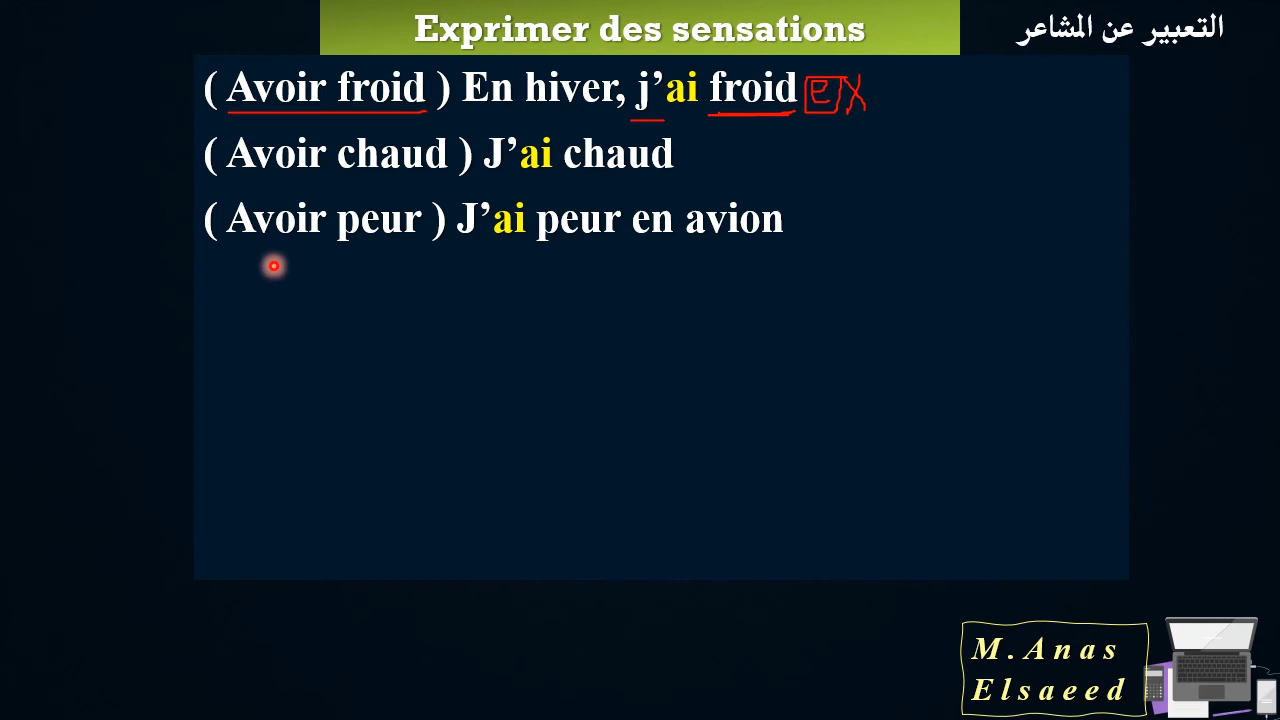 Exprimer des sensations
التعبير عن المشاعر
( Avoir froid ) En hiver, j’ai froid
( Avoir chaud ) J’ai chaud
( Avoir peur ) J’ai peur en avion
M.Anas
Elsaeed